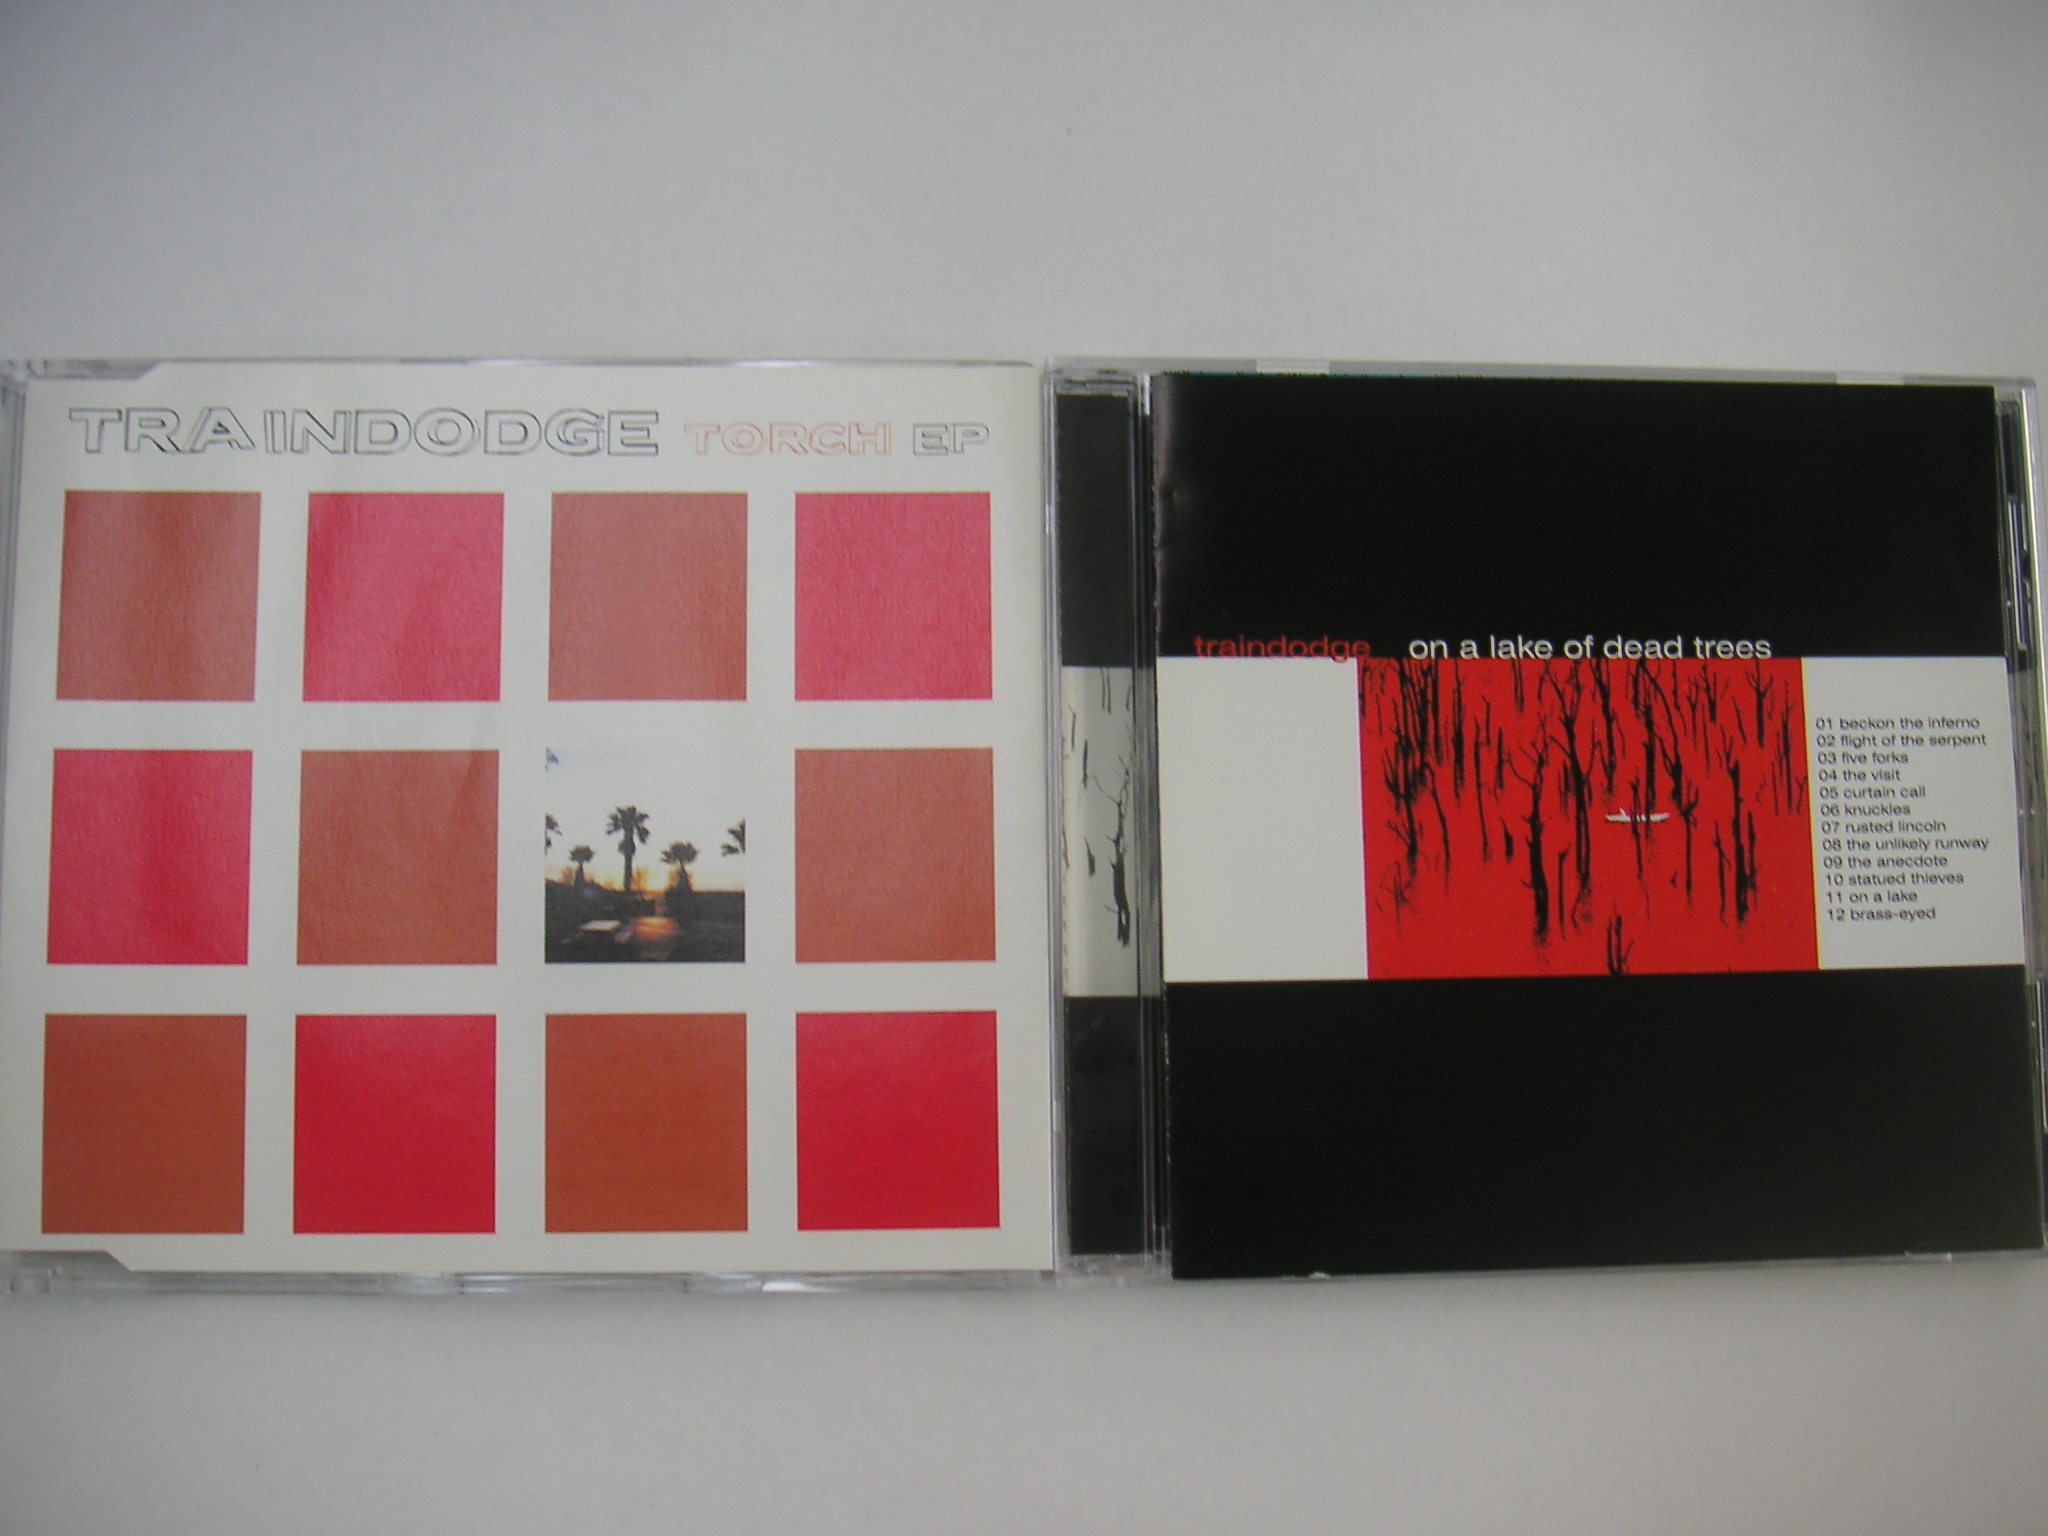 TRAINDODGE TORCH EP
traindodge on a lake of dead trees
01 beckon the inferno
02 flight of the serpent
03 five forks
04 the visit
05 curtain call
06 knuckles
07 rusted lincoln
08 the unlikely runway
09 the anecdote
10 statued thieves
11 on a lake
12 brass-eyed